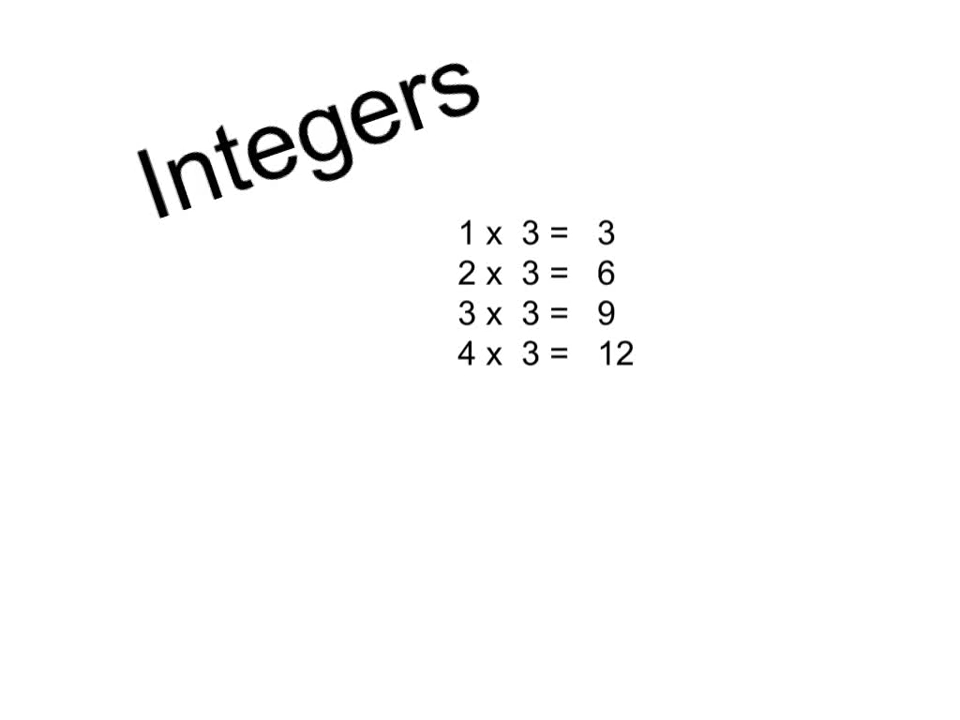 Integers
1 x  3 =   3
2 x  3 =   6
3 x  3 =   9
4 x  3 =   12